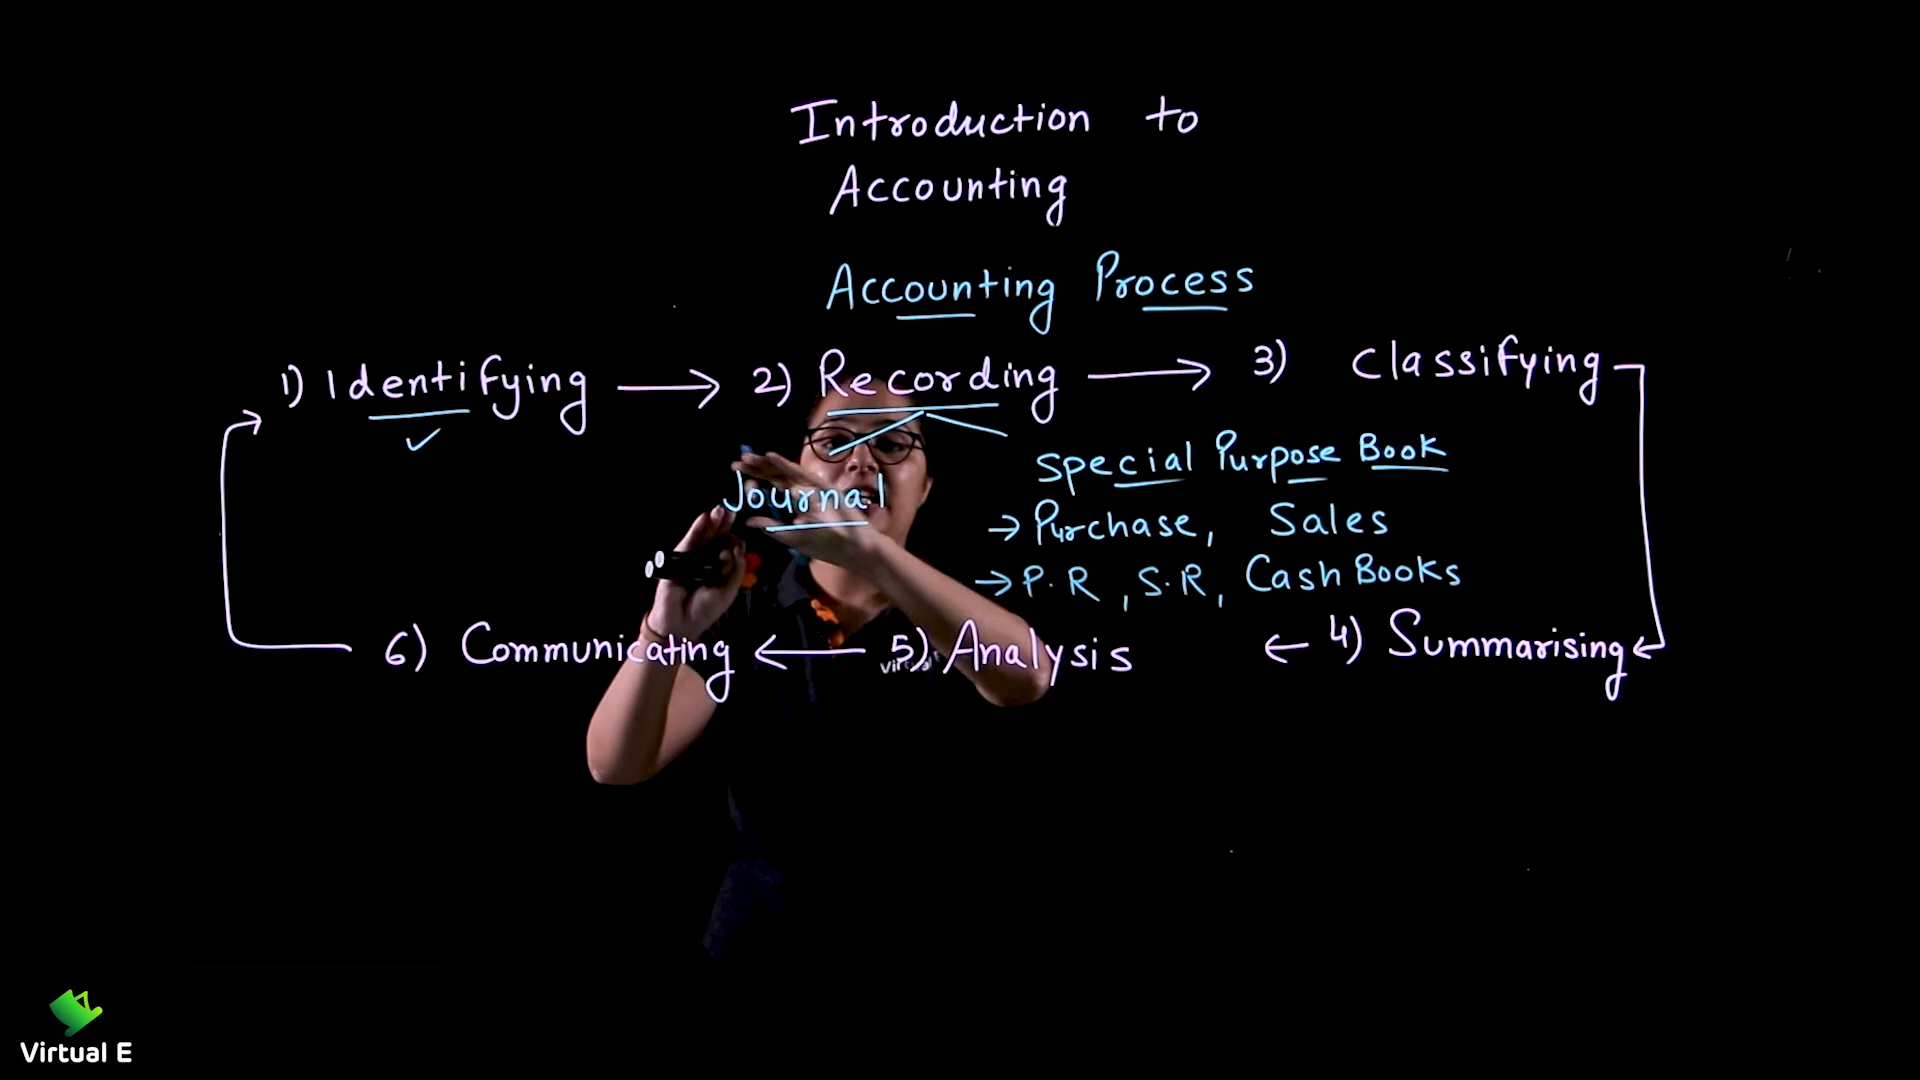 Introduction to
Accounting
Accounting Process
1) Identifying → 2) Recording → 3) Classifying
Journal
Special Purpose Book
→ Purchase, Sales
→ P.R, S.R, Cash Books
6) Communicating ← 5) Analysis ← 4) Summarising
Virtual E